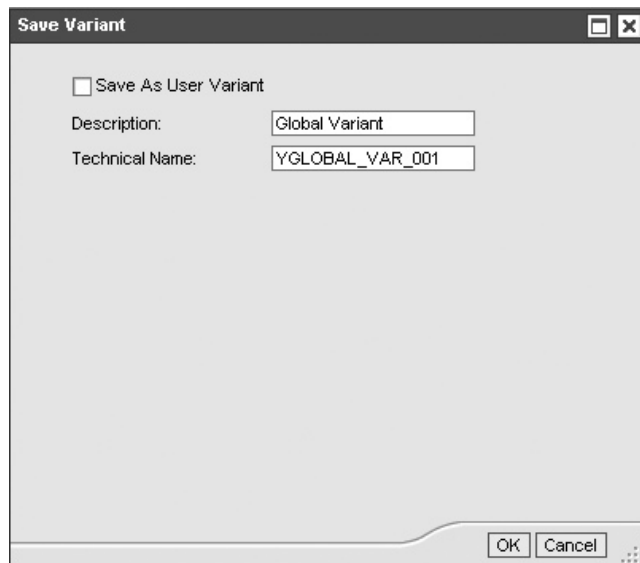 Save Variant
Save As User Variant
Description: Global Variant
Technical Name: YGLOBAL_VAR_001
OK Cancel